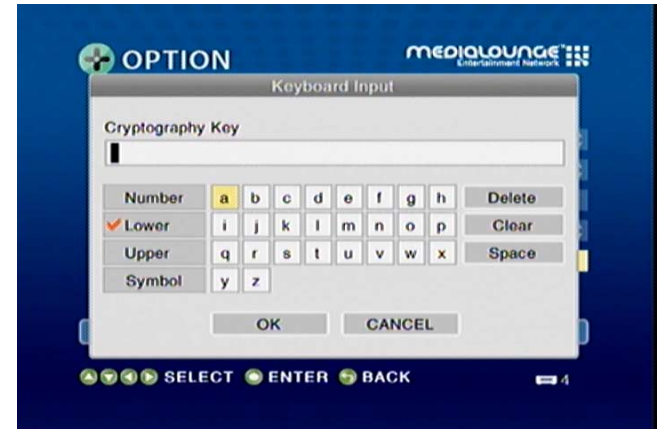 OPTION
MEDIALOUNGE™
Entertainment Network
Keyboard Input
Cryptography Key
Number a b c d e f g h Delete
Lower i j k l m n o p Clear
Upper q r s t u v w x Space
Symbol y z
OK CANCEL
SELECT ENTER BACK 4